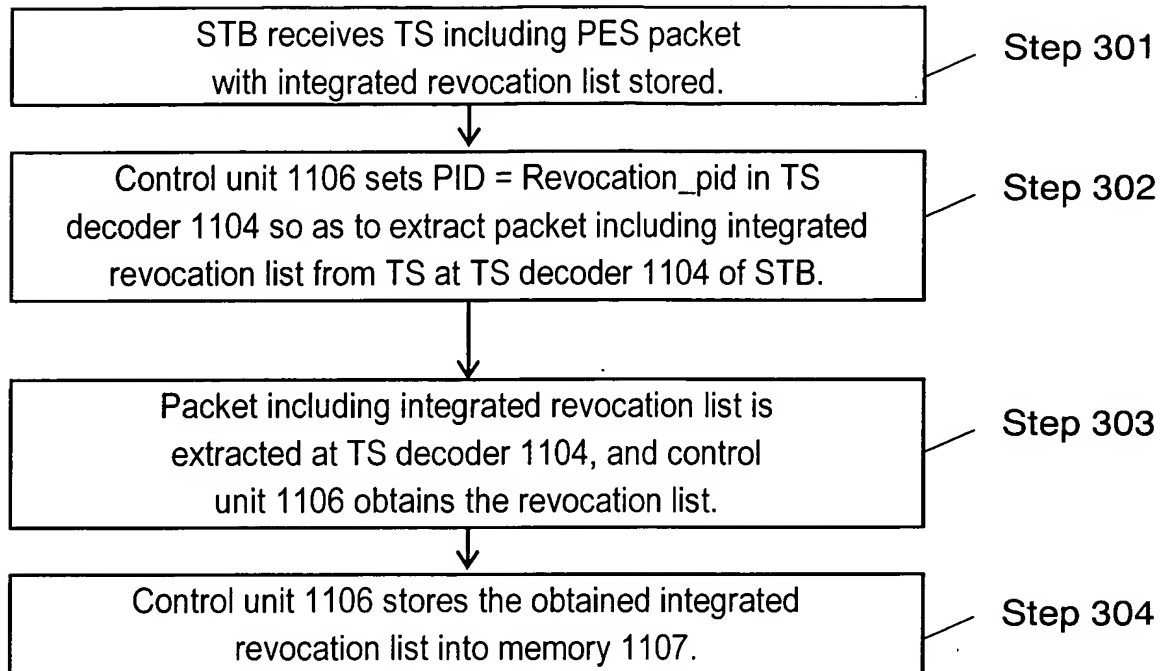 STB receives TS including PES packet
with integrated revocation list stored.
Step 301
Control unit 1106 sets PID = Revocation_pid in TS
decoder 1104 so as to extract packet including integrated
revocation list from TS at TS decoder 1104 of STB.
Step 302
Packet including integrated revocation list is
extracted at TS decoder 1104, and control
unit 1106 obtains the revocation list.
Step 303
Control unit 1106 stores the obtained integrated
revocation list into memory 1107.
Step 304